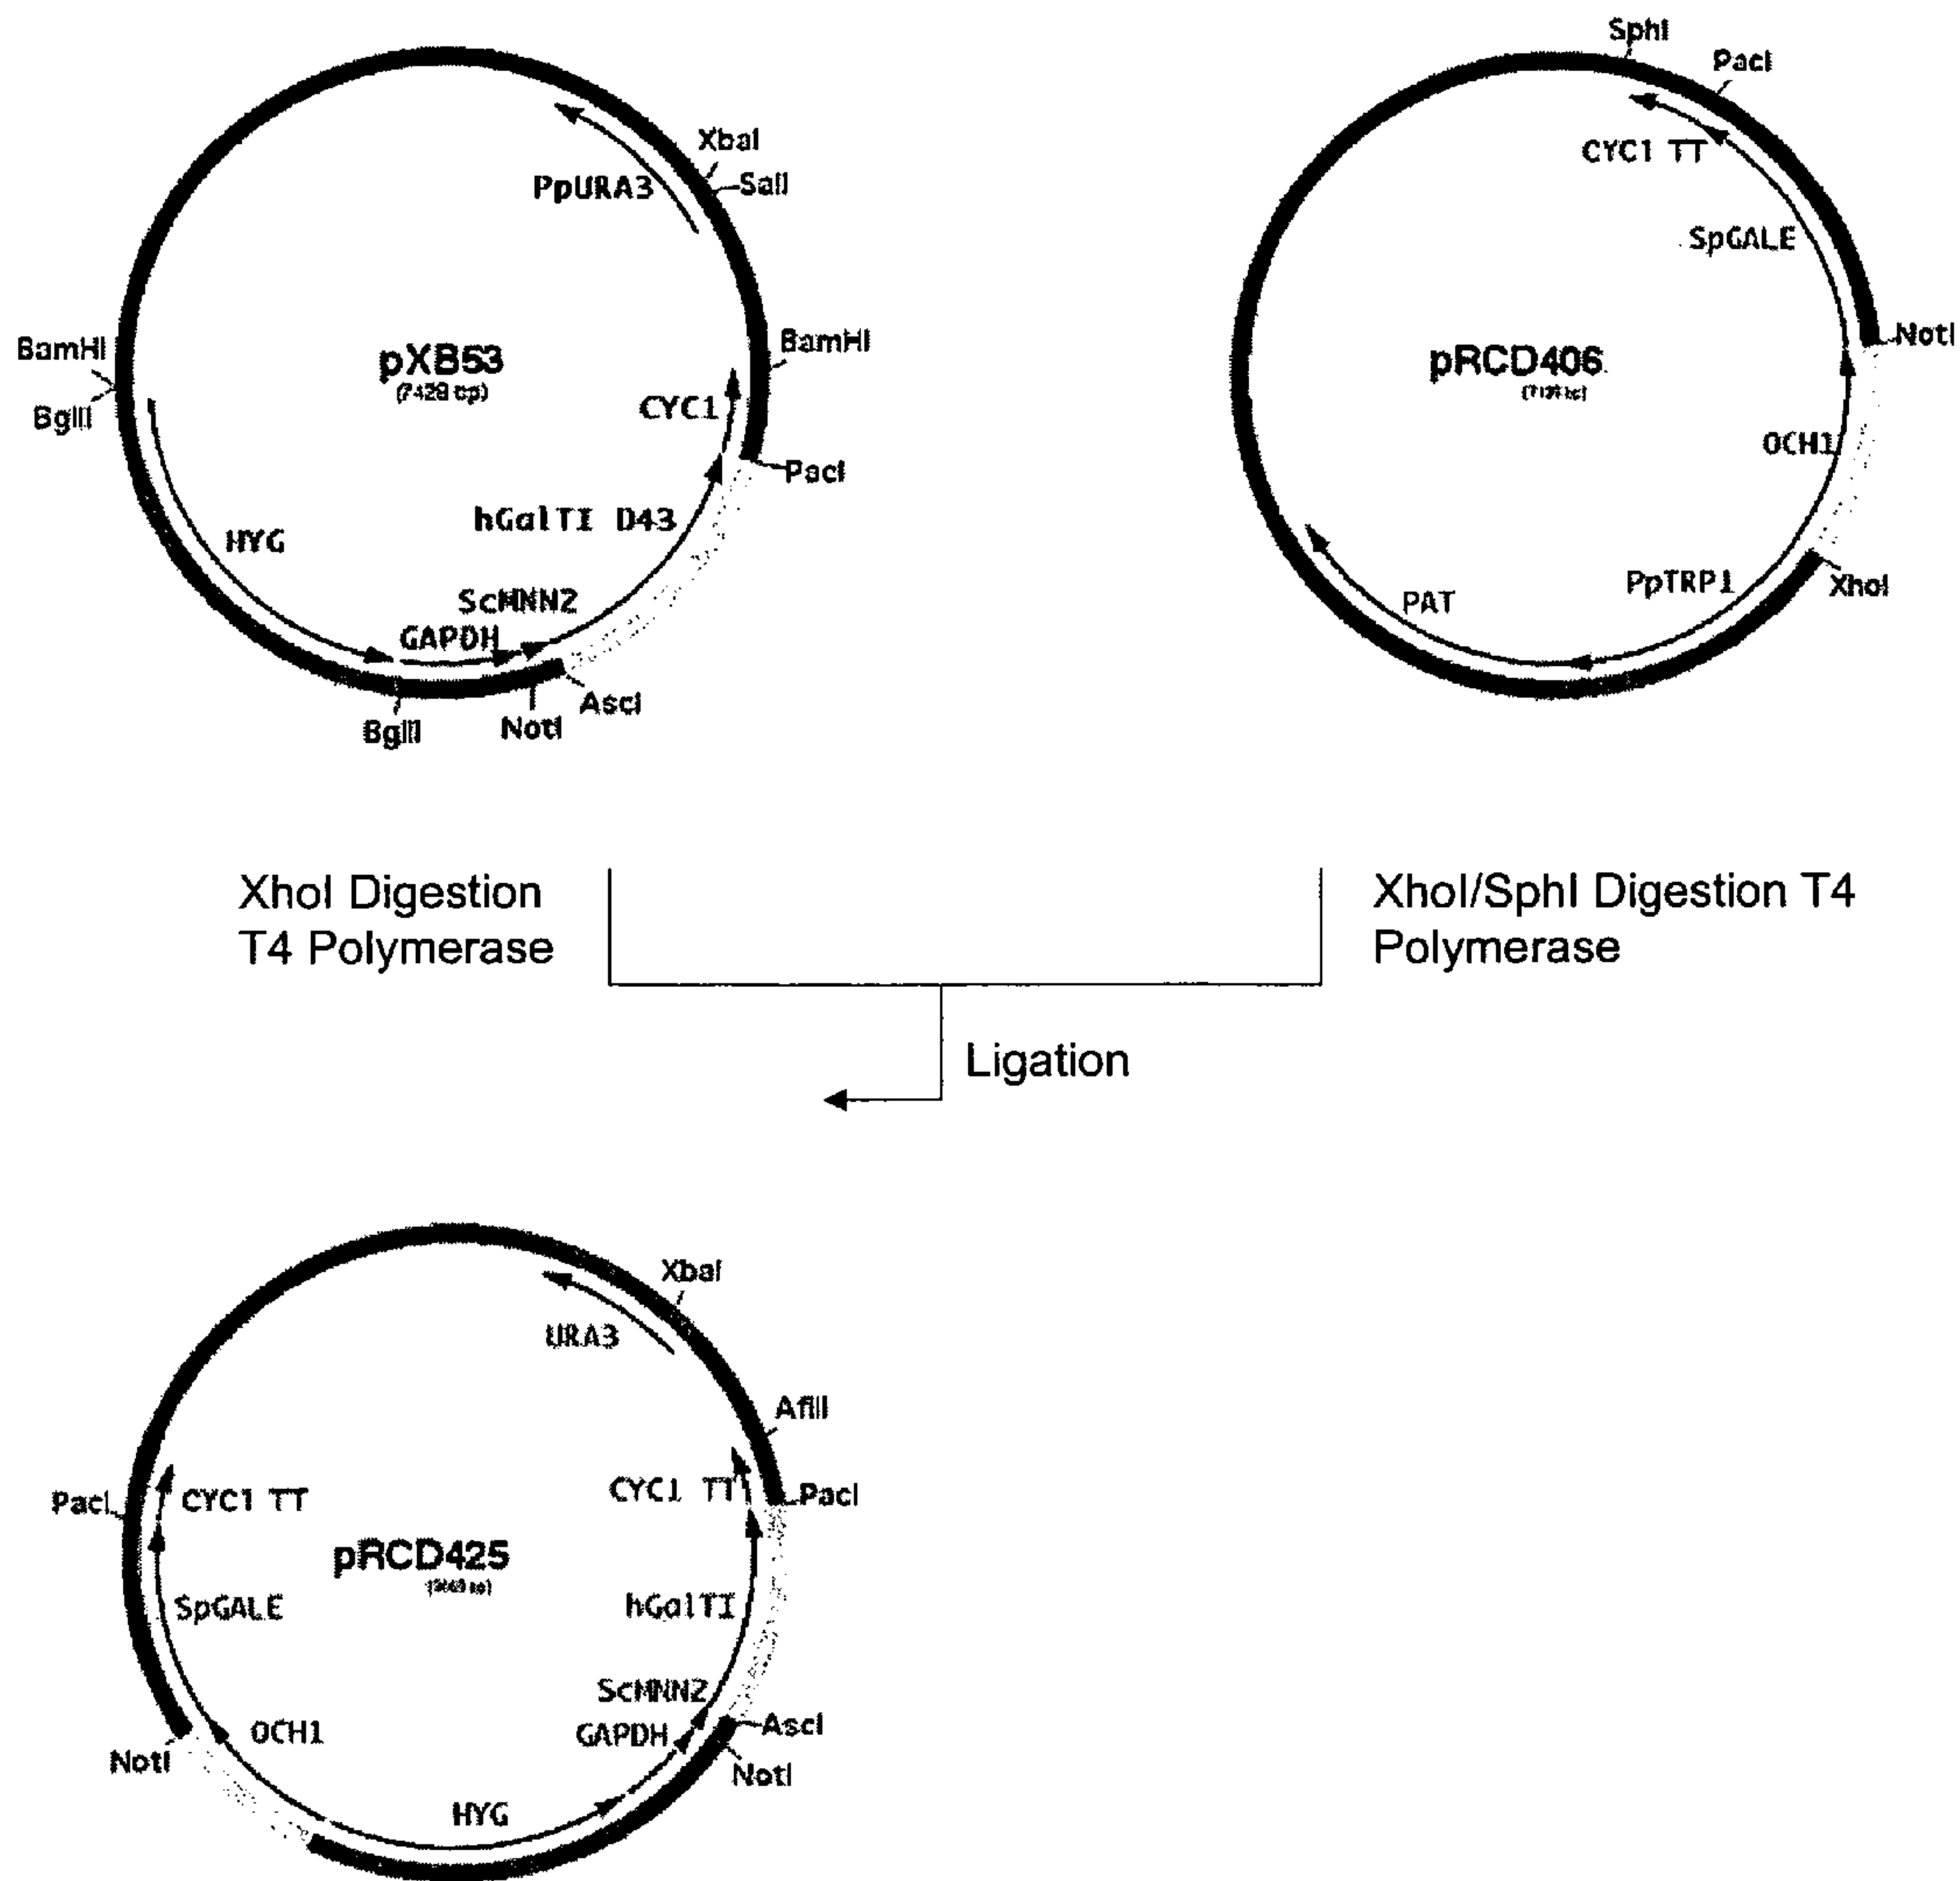 SphI
PacI
XbaI
SalI
PpURA3
CYC1 TT
SpGALE
BamHI
BglII
pXB53
BamHI
CYC1
PacI
pRCD406
NotI
OCH1
hGalTI D43
HYG
ScMNN2
GAPDH
AscI
NotI
BglII
PpTRP1
PAT
XhoI
XhoI Digestion
T4 Polymerase
XhoI/SphI Digestion T4
Polymerase
Ligation
XbaI
URA3
AflII
PacI
CYC1 TT
CYC1 TT
PacI
pRCD425
SpGALE
hGalTI
ScMNN2
GAPDH
AscI
NotI
OCH1
NotI
HYG